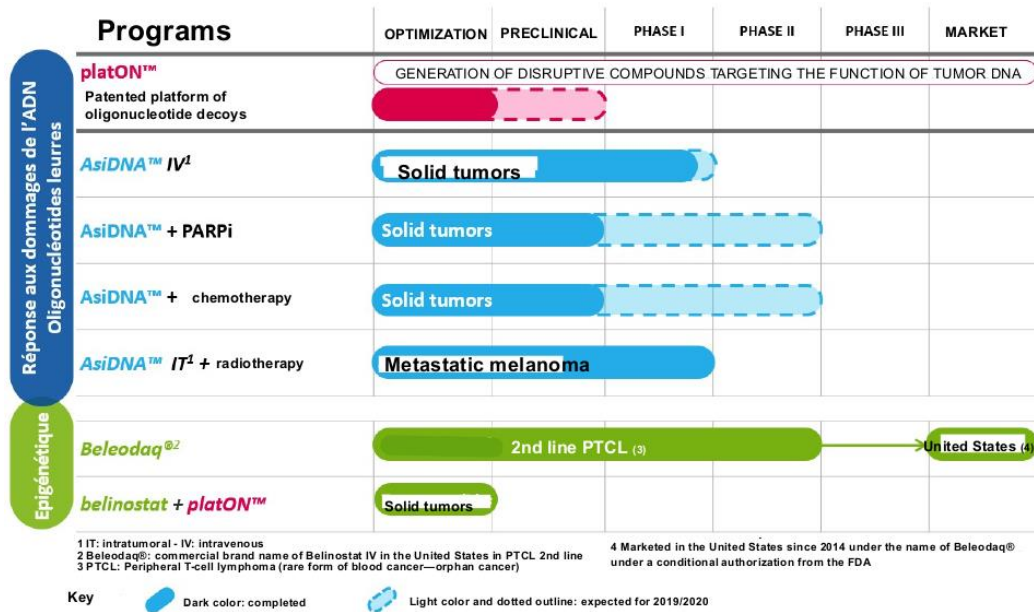 Programs
OPTIMIZATION PRECLINICAL PHASE I PHASE II PHASE III MARKET
Réponse aux dommages de l'ADN
Oligonucléotides leurres
platON™
GENERATION OF DISRUPTIVE COMPOUNDS TARGETING THE FUNCTION OF TUMOR DNA
Patented platform of
oligonucleotide decoys
AsiDNA™ IV¹
Solid tumors
AsiDNA™ + PARPi
Solid tumors
AsiDNA™ + chemotherapy
Solid tumors
AsiDNA™ IT¹ + radiotherapy
Metastatic melanoma
Epigénétique
Beleodaq®²
2nd line PTCL (3)
United States (4)
belinostat + platON™
Solid tumors
1 IT: intratumoral - IV: intravenous
2 Beleodaq®: commercial brand name of Belinostat IV in the United States in PTCL 2nd line
3 PTCL: Peripheral T-cell lymphoma (rare form of blood cancer—orphan cancer)
4 Marketed in the United States since 2014 under the name of Beleodaq®
under a conditional authorization from the FDA
Key
Dark color: completed
Light color and dotted outline: expected for 2019/2020